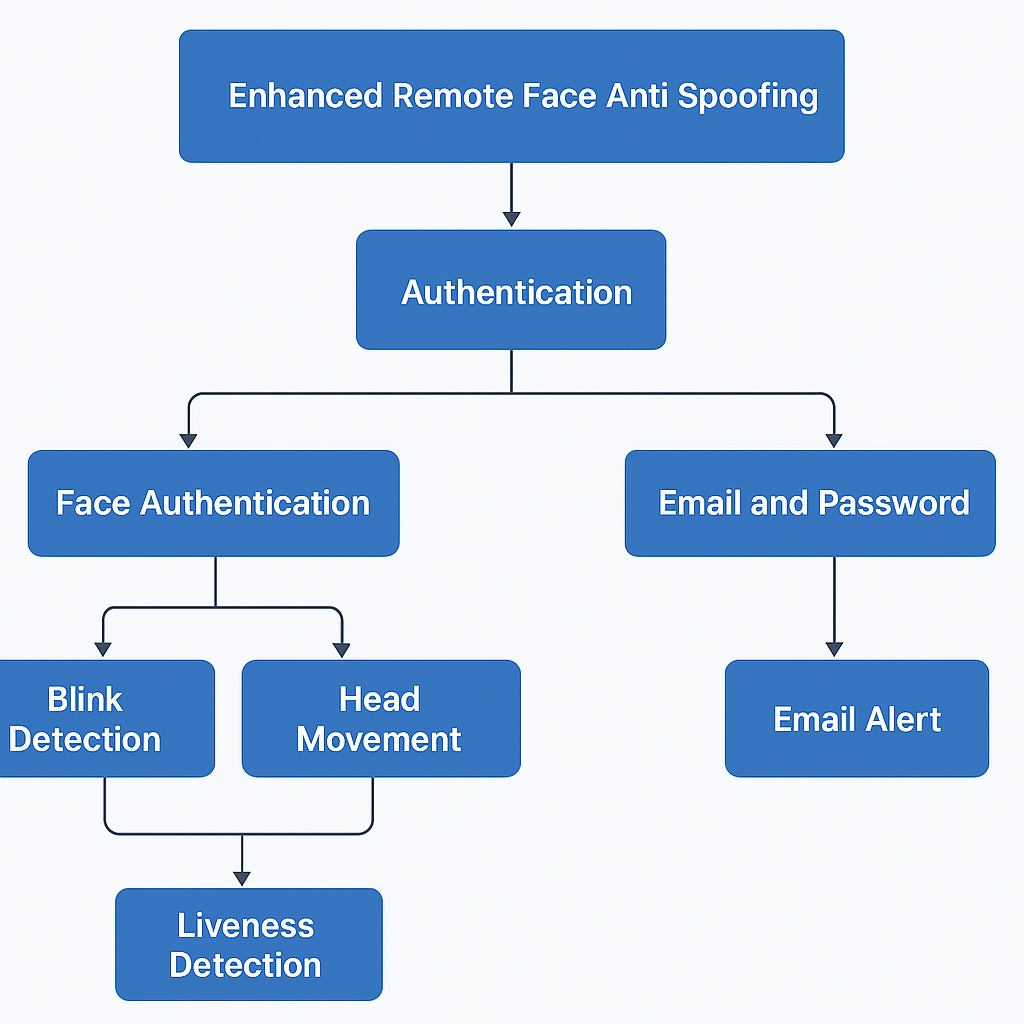 Enhanced Remote Face Anti Spoofing
Authentication
Face Authentication
Email and Password
Blink
Detection
Head
Movement
Email Alert
Liveness
Detection